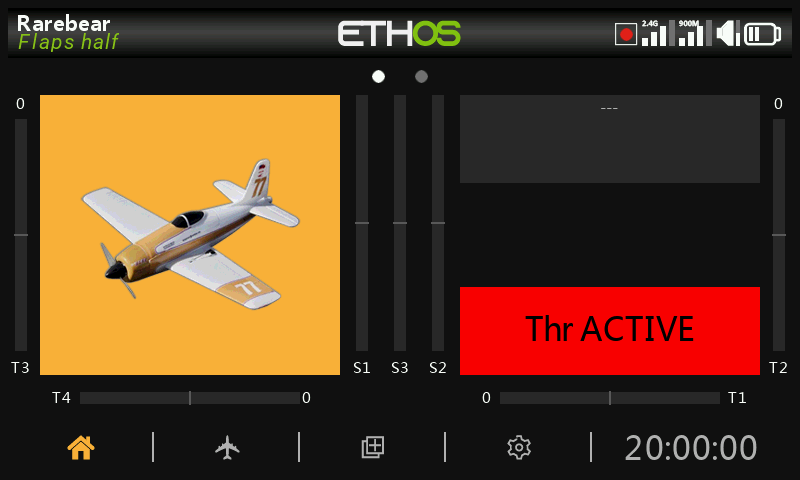 Rarebear
Flaps half
ETHOS
2.4G
900M
0
0
---
77
77
Thr ACTIVE
T3
S1
S3
S2
T2
T4
0
0
T1
20:00:00